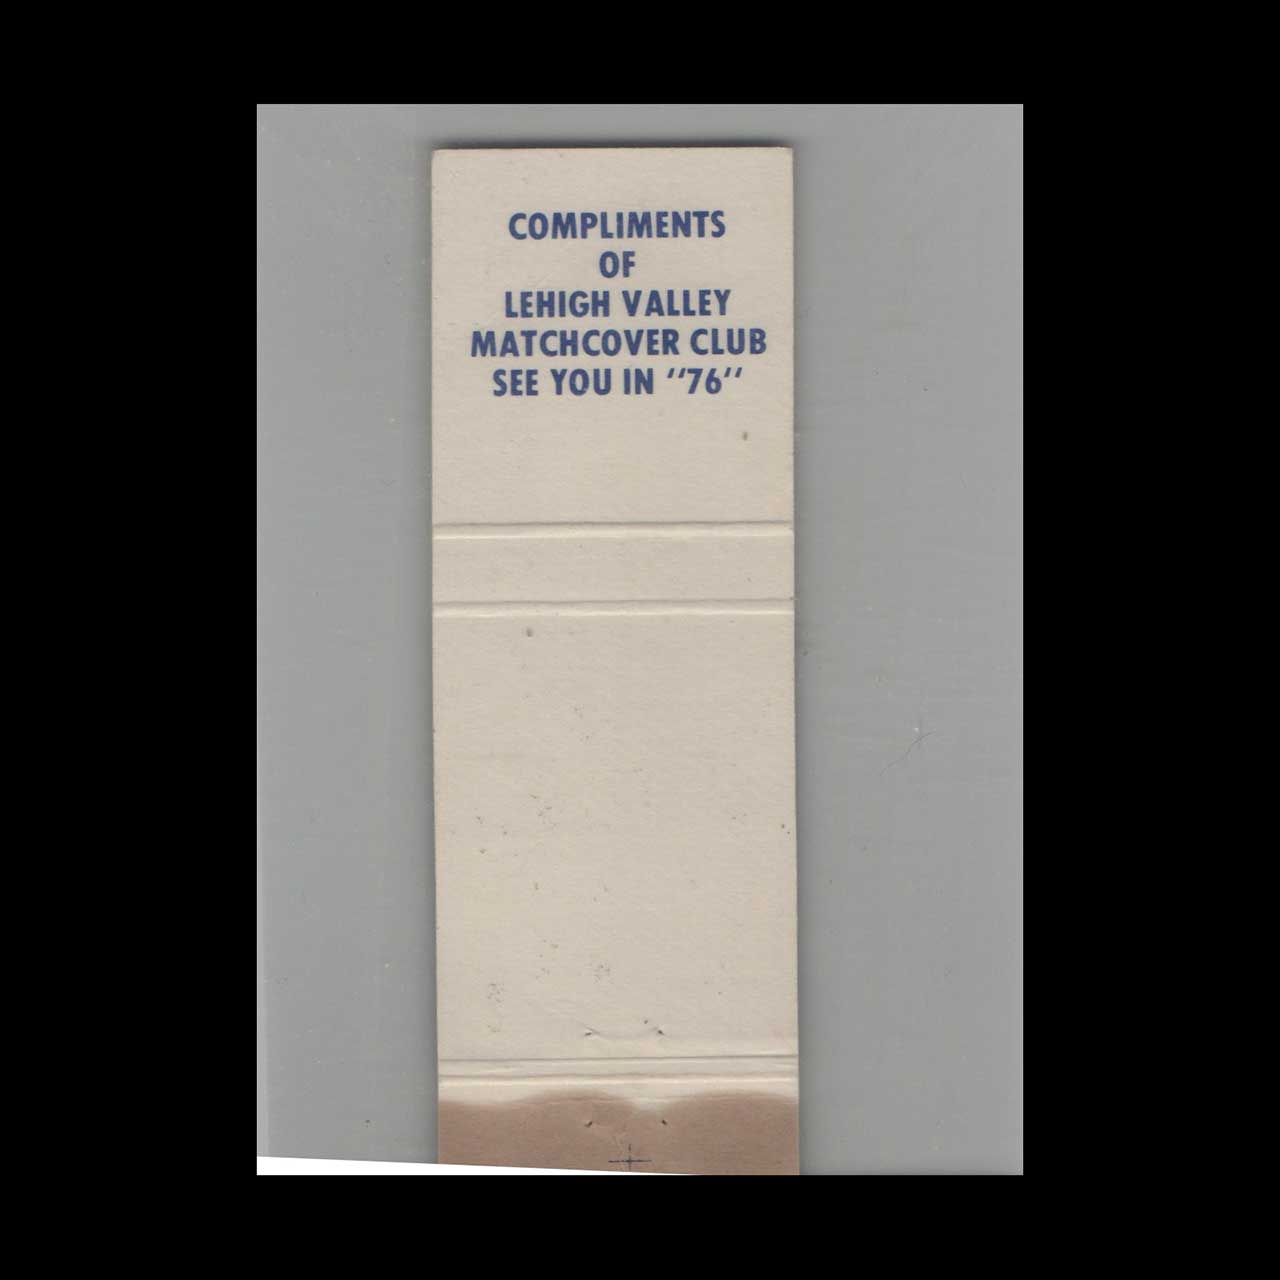 COMPLIMENTS
OF
LEHIGH VALLEY
MATCHCOVER CLUB
SEE YOU IN "76"